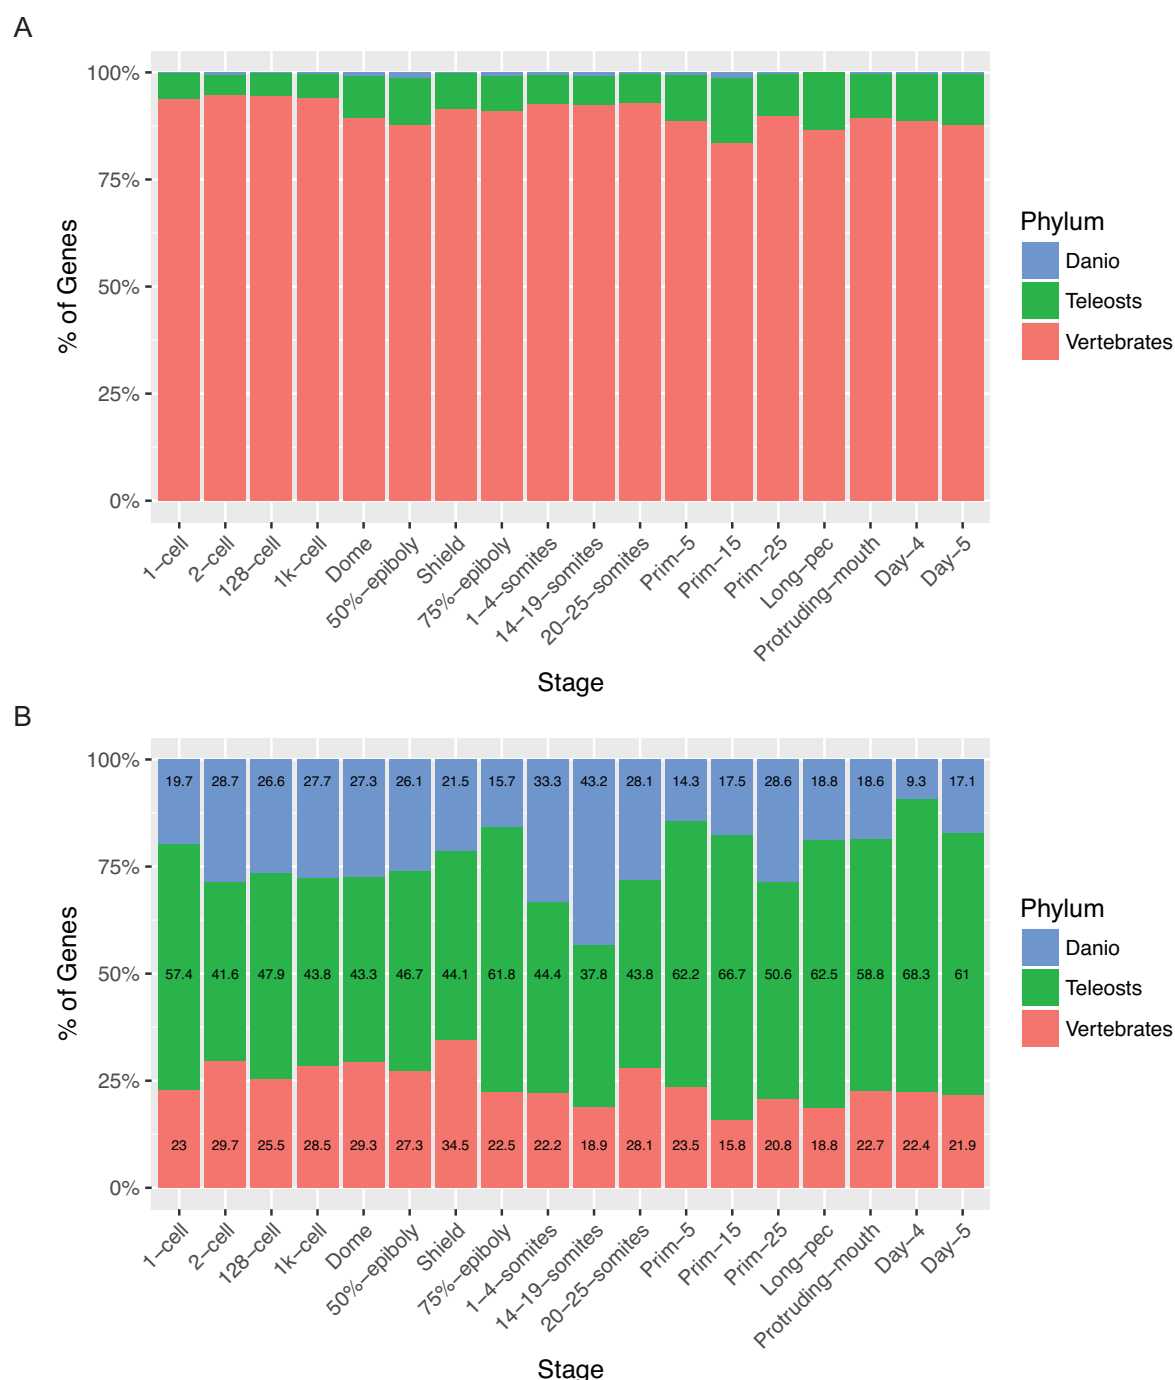 A
100%
75%
50%
25%
0%
% of Genes
1−cell
2−cell
128−cell
1k−cell
Dome
50%−epiboly
Shield
75%−epiboly
1−4−somites
14−19−somites
20−25−somites
Prim−5
Prim−15
Prim−25
Long−pec
Protruding−mouth
Day−4
Day−5
Stage
Phylum
Danio
Teleosts
Vertebrates
B
100%
75%
50%
25%
0%
% of Genes
19.7 28.7 26.6 27.7 27.3 26.1 21.5 15.7 33.3 43.2 28.1 14.3 17.5 28.6 18.8 18.6 9.3 17.1
57.4 41.6 47.9 43.8 43.3 46.7 44.1 61.8 44.4 37.8 43.8 62.2 66.7 50.6 62.5 58.8 68.3 61
23 29.7 25.5 28.5 29.3 27.3 34.5 22.5 22.2 18.9 28.1 23.5 15.8 20.8 18.8 22.7 22.4 21.9
1−cell
2−cell
128−cell
1k−cell
Dome
50%−epiboly
Shield
75%−epiboly
1−4−somites
14−19−somites
20−25−somites
Prim−5
Prim−15
Prim−25
Long−pec
Protruding−mouth
Day−4
Day−5
Stage
Phylum
Danio
Teleosts
Vertebrates